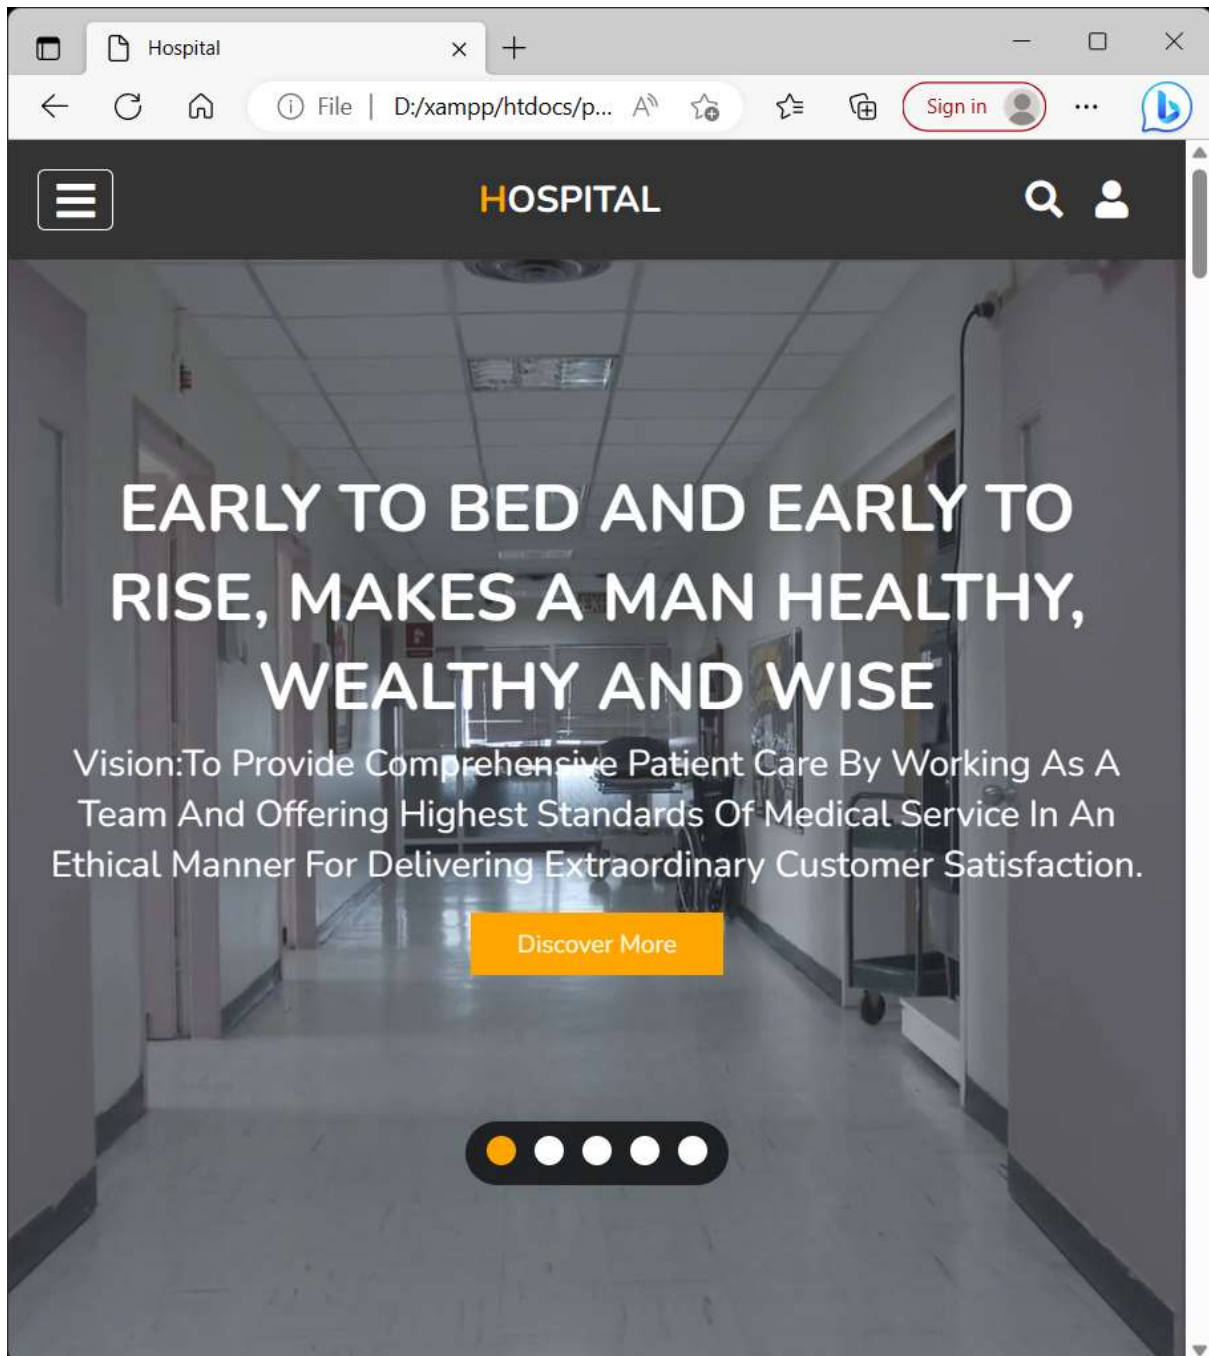 Hospital
File | D:/xampp/htdocs/p... A Sign in
HOSPITAL
EARLY TO BED AND EARLY TO
RISE, MAKES A MAN HEALTHY,
WEALTHY AND WISE
Vision:To Provide Comprehensive Patient Care By Working As A
Team And Offering Highest Standards Of Medical Service In An
Ethical Manner For Delivering Extraordinary Customer Satisfaction.
Discover More